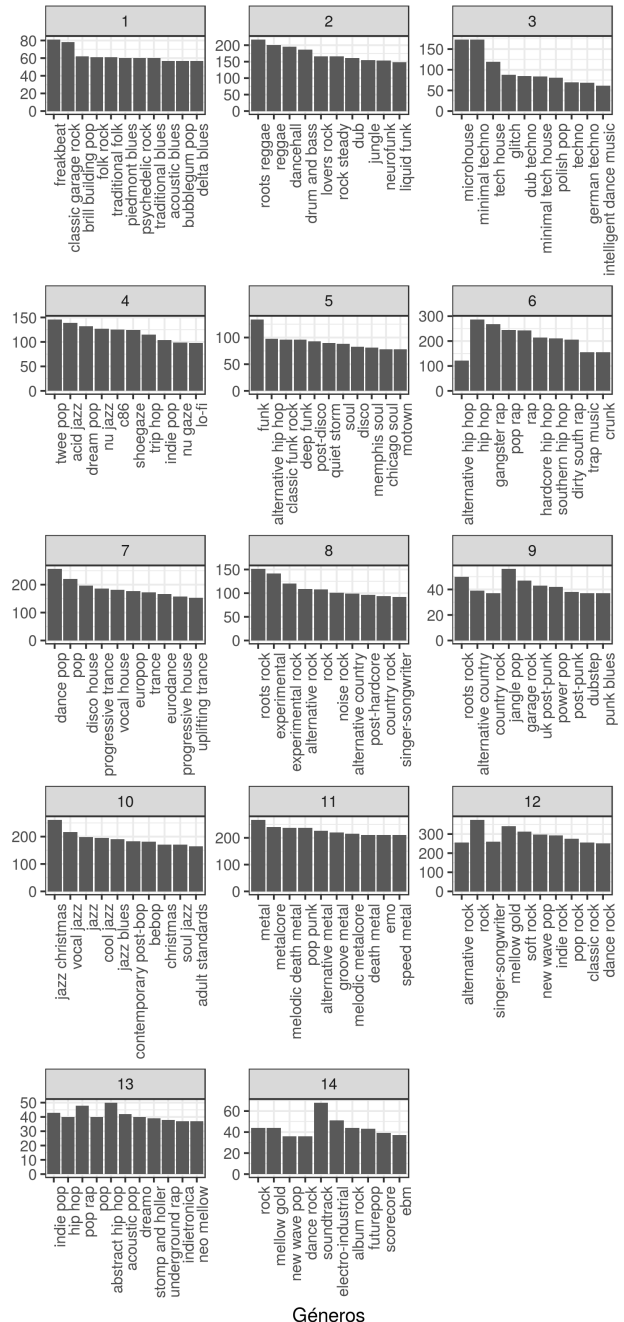 1
80
60
40
20
0
freakbeat
classic garage rock
brill building pop
folk rock
traditional folk
piedmont blues
psychedelic rock
traditional blues
acoustic blues
bubblegum pop
delta blues
2
200
150
100
50
0
roots reggae
reggae
dancehall
drum and bass
lovers rock
rock steady
dub
jungle
neurofunk
liquid funk
3
150
100
50
0
microhouse
minimal techno
tech house
glitch
dub techno
minimal tech house
polish pop
techno
german techno
intelligent dance music
4
150
100
50
0
twee pop
acid jazz
dream pop
nu jazz
c86
shoegaze
trip hop
indie pop
nu gaze
lo-fi
5
100
50
0
funk
alternative hip hop
classic funk rock
deep funk
post-disco
quiet storm
soul
disco
memphis soul
chicago soul
motown
6
300
200
100
0
alternative hip hop
hip hop
gangster rap
pop rap
rap
hardcore hip hop
southern hip hop
dirty south rap
trap music
crunk
7
200
100
0
dance pop
pop
disco house
progressive trance
vocal house
europop
trance
eurodance
progressive house
uplifting trance
8
150
100
50
0
roots rock
experimental
experimental rock
alternative rock
rock
noise rock
alternative country
post-hardcore
country rock
singer-songwriter
9
40
20
0
roots rock
alternative country
country rock
jangle pop
garage rock
uk post-punk
power pop
post-punk
dubstep
punk blues
10
200
100
0
jazz christmas
vocal jazz
jazz
cool jazz
jazz blues
contemporary post-bop
bebop
christmas
soul jazz
adult standards
11
200
100
0
metal
metalcore
melodic death metal
pop punk
alternative metal
groove metal
melodic metalcore
death metal
emo
speed metal
12
300
200
100
0
alternative rock
rock
singer-songwriter
mellow gold
soft rock
new wave pop
indie rock
pop rock
classic rock
dance rock
13
50
40
30
20
10
0
indie pop
hip hop
pop rap
pop
abstract hip hop
acoustic pop
dreamo
stomp and holler
underground rap
indietronica
neo mellow
14
60
40
20
0
rock
mellow gold
new wave pop
dance rock
soundtrack
electro-industrial
album rock
futurepop
scorecore
ebm
Géneros